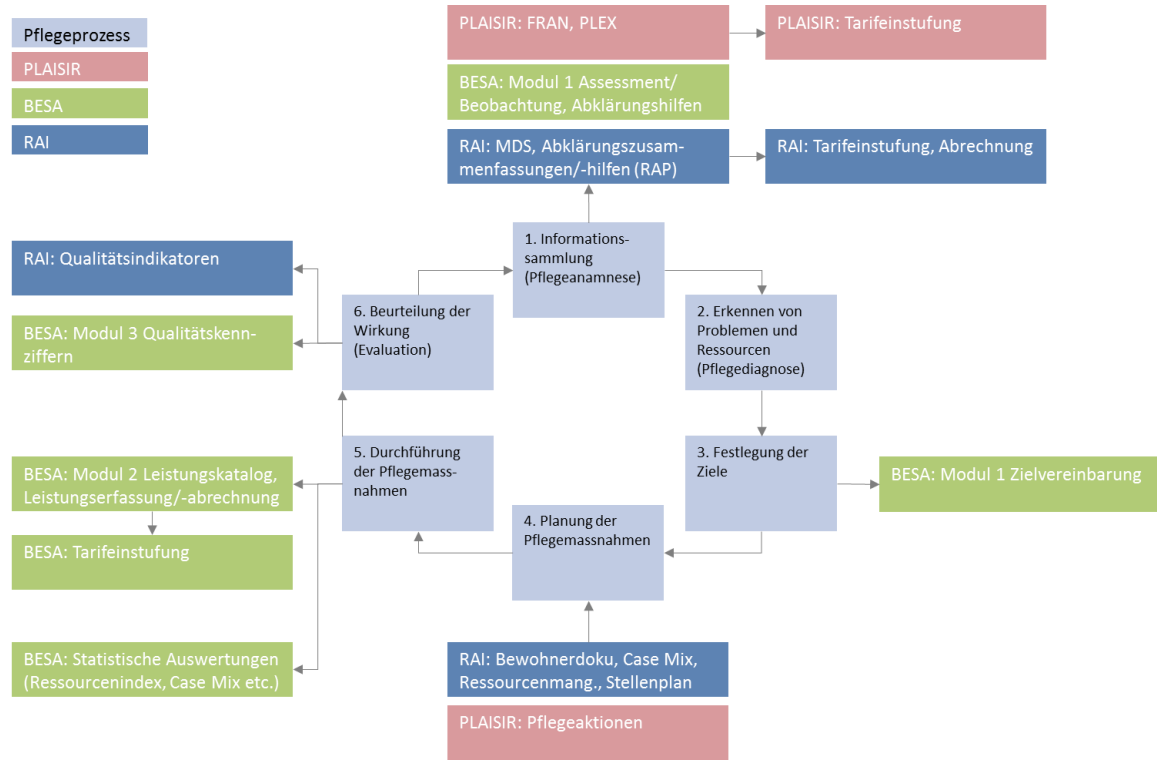 Pflegeprozess
PLAISIR
BESA
RAI
PLAISIR: FRAN, PLEX
PLAISIR: Tarifeinstufung
BESA: Modul 1 Assessment/
Beobachtung, Abklärungshilfen
RAI: MDS, Abklärungszusam-
menfassungen/-hilfen (RAP)
RAI: Tarifeinstufung, Abrechnung
1. Informations-
sammlung
(Pflegeanamnese)
2. Erkennen von
Problemen und
Ressourcen
(Pflegediagnose)
3. Festlegung der
Ziele
BESA: Modul 1 Zielvereinbarung
4. Planung der
Pflegemassnahmen
RAI: Bewohnerdoku, Case Mix,
Ressourcenmang., Stellenplan
PLAISIR: Pflegeaktionen
5. Durchführung
der Pflegemass-
nahmen
BESA: Modul 2 Leistungskatalog,
Leistungserfassung/-abrechnung
BESA: Tarifeinstufung
BESA: Statistische Auswertungen
(Ressourcenindex, Case Mix etc.)
6. Beurteilung der
Wirkung
(Evaluation)
RAI: Qualitätsindikatoren
BESA: Modul 3 Qualitätskenn-
ziffern